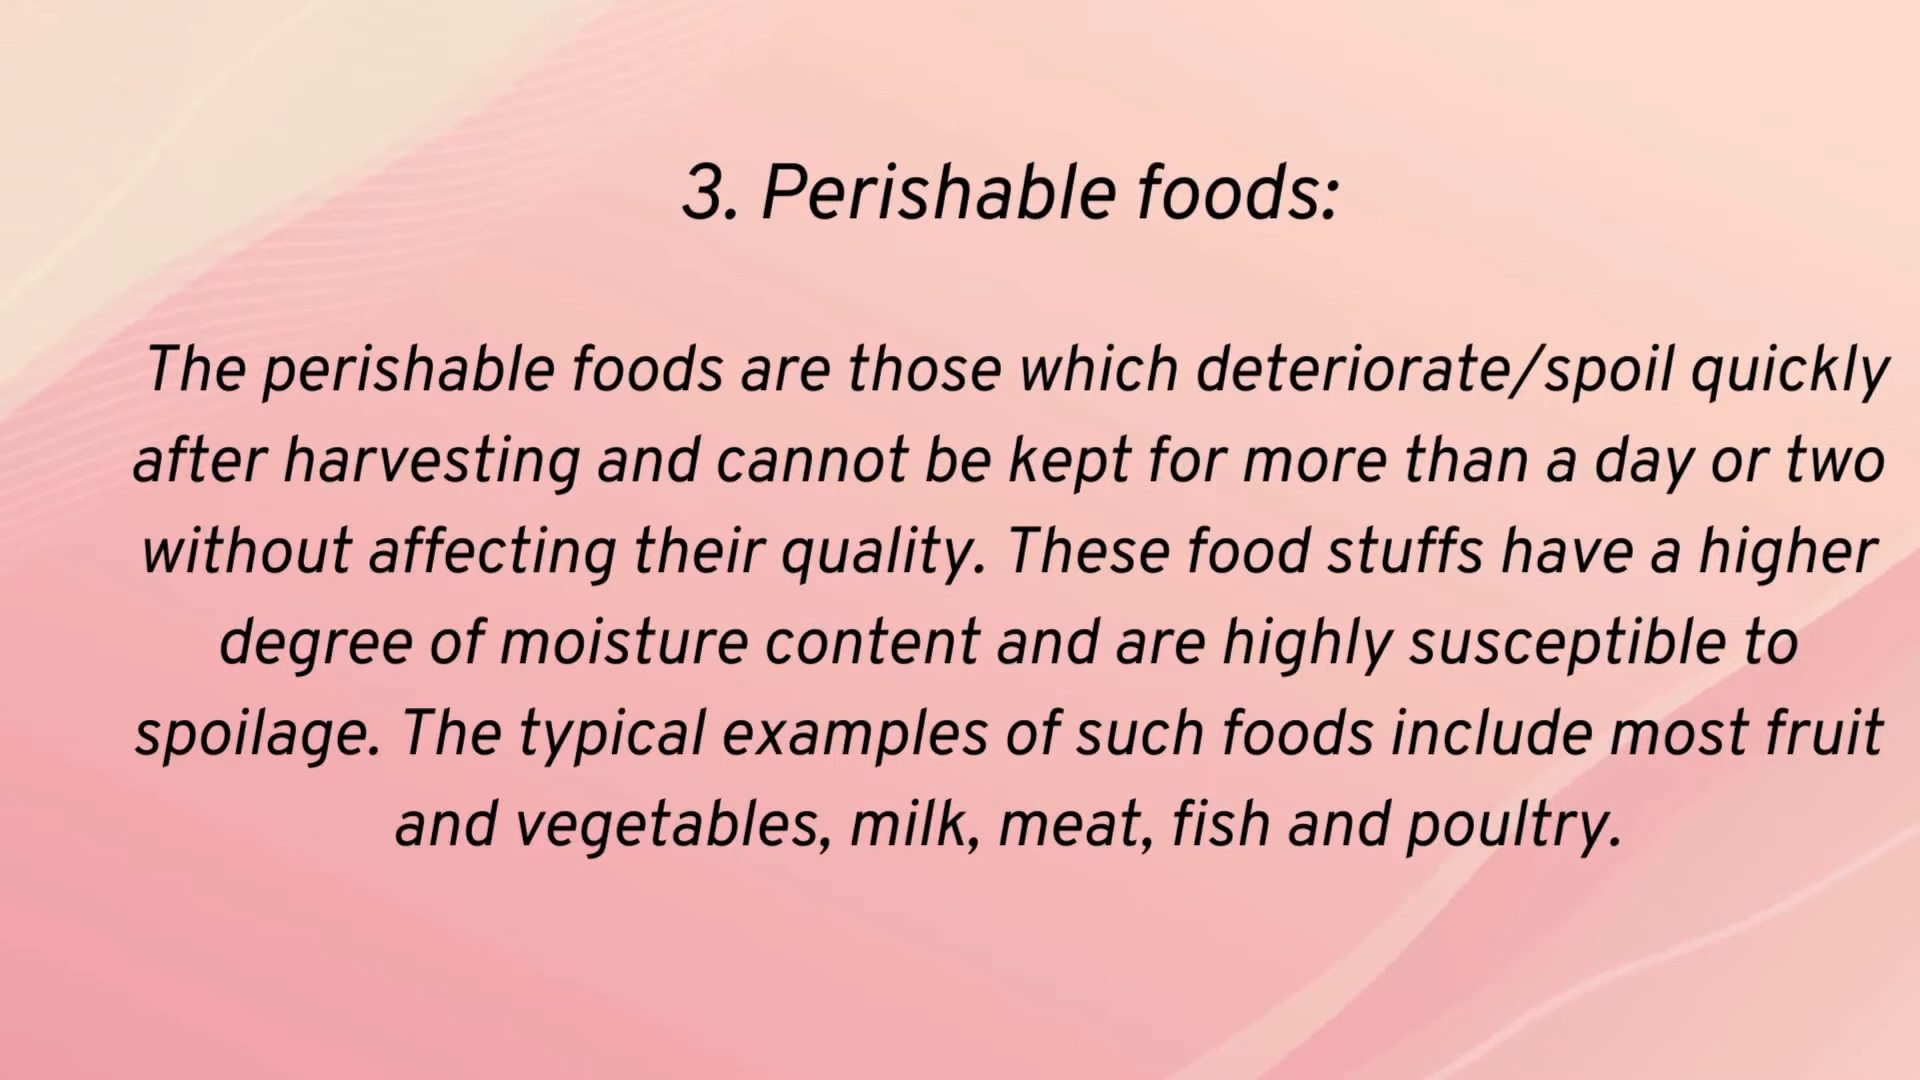 3. Perishable foods:
The perishable foods are those which deteriorate/spoil quickly
after harvesting and cannot be kept for more than a day or two
without affecting their quality. These food stuffs have a higher
degree of moisture content and are highly susceptible to
spoilage. The typical examples of such foods include most fruit
and vegetables, milk, meat, fish and poultry.